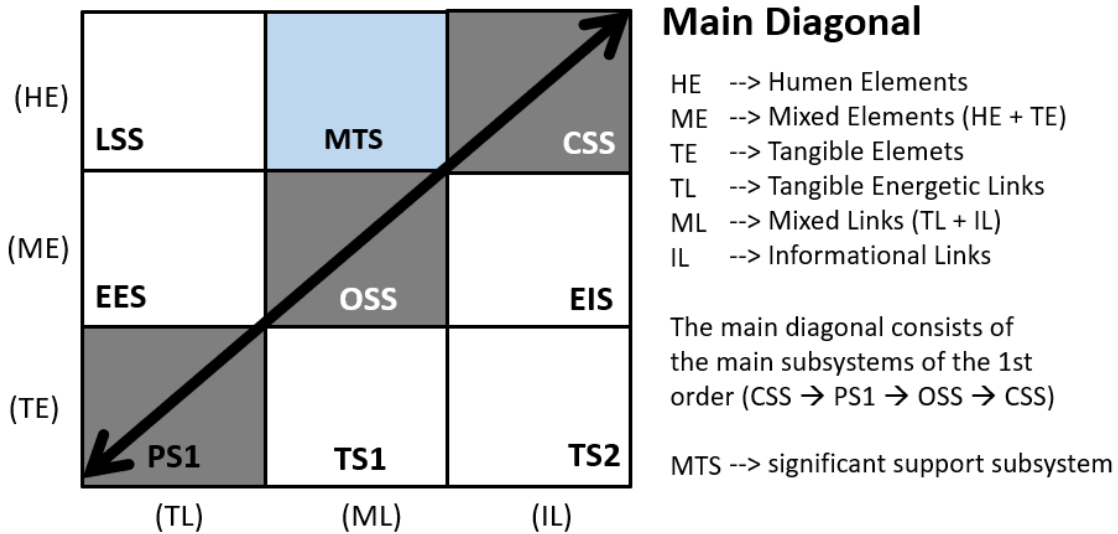 Main Diagonal
(HE)
LSS
MTS
CSS
(ME)
EES
OSS
EIS
(TE)
PS1
TS1
TS2
(TL)
(ML)
(IL)
HE --> Human Elements
ME --> Mixed Elements (HE + TE)
TE --> Tangible Elemets
TL --> Tangible Energetic Links
ML --> Mixed Links (TL + IL)
IL --> Informational Links
The main diagonal consists of
the main subsystems of the 1st
order (CSS → PS1 → OSS → CSS)
MTS --> significant support subsystem